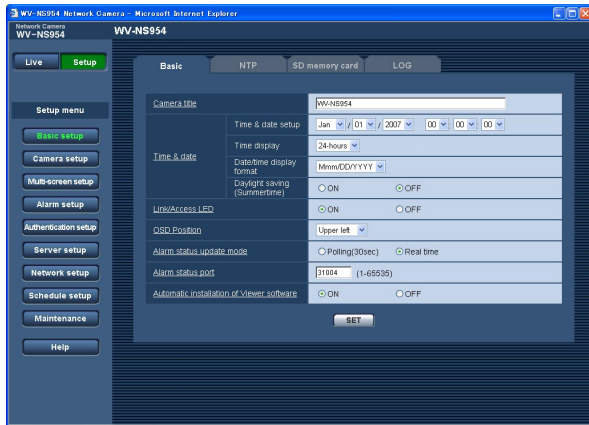 WV-NS954 Network Camera - Microsoft Internet Explorer
Network Camera
WV-NS954
WV-NS954
Live Setup
Basic NTP SD memory card LOG
Setup menu
Basic setup
Camera setup
Multi-screen setup
Alarm setup
Authentication setup
Server setup
Network setup
Schedule setup
Maintenance
Help
Camera title WV-NS954
Time & date
Time & date setup Jan / 01 / 2007 00 : 00 : 00
Time display 24-hours
Date/time display
format Mmm/DD/YYYY
Daylight saving
(Summertime) ON OFF
Link/Access LED ON OFF
OSD Position Upper left
Alarm status update
mode Polling(30sec) Real time
Alarm status port 31004 (1-65535)
Automatic installation of Viewer software ON OFF
SET